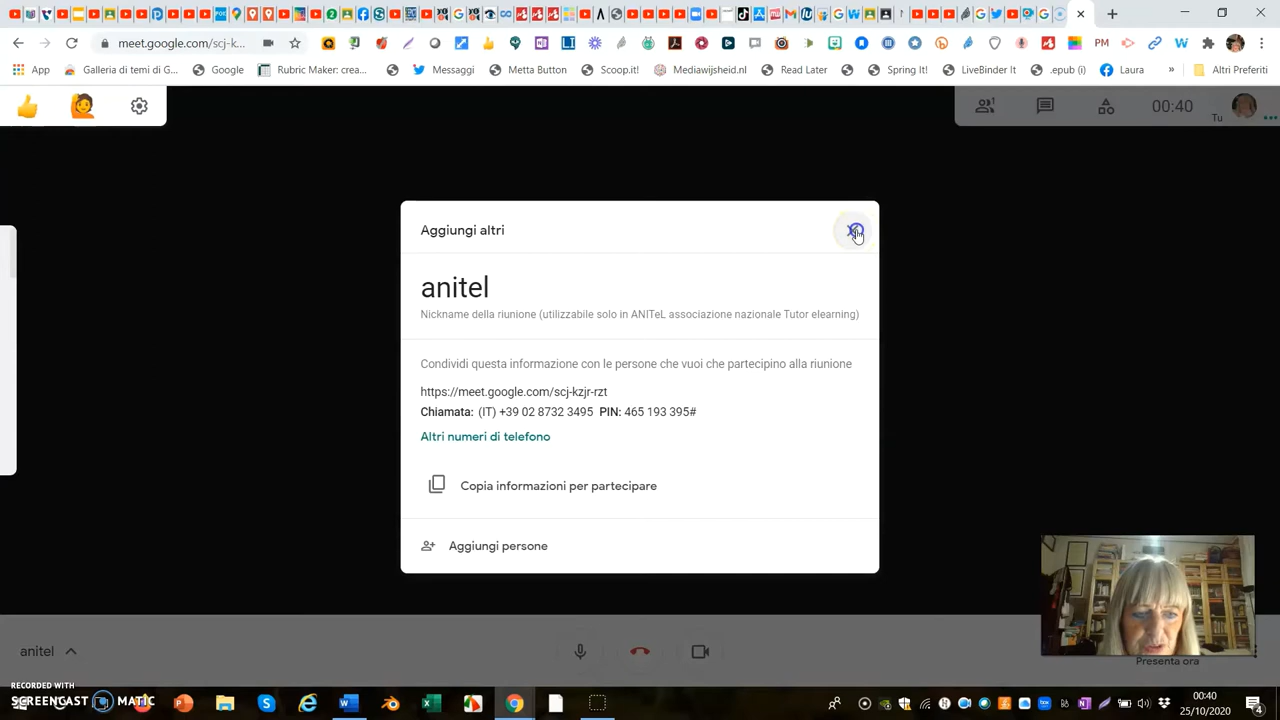 meet.google.com/scj-k...
PM
App
Galleria di temi di G...
Google
Rubric Maker: crea...
Messaggi
Metta Button
Scoop.it!
Mediawijsheid.nl
Read Later
Spring It!
LiveBinder It
.epub (i)
Laura
»
Altri Preferiti
00:40
Tu
Aggiungi altri
anitel
Nickname della riunione (utilizzabile solo in ANITeL associazione nazionale Tutor elearning)
Condividi questa informazione con le persone che vuoi che partecipino alla riunione
https://meet.google.com/scj-kzjr-rzt
Chiamata: (IT) +39 02 8732 3495 PIN: 465 193 395#
Altri numeri di telefono
Copia informazioni per partecipare
Aggiungi persone
anitel
Presenta ora
RECORDED WITH
SCREENCAST MATIC
00:40
25/10/2020
4